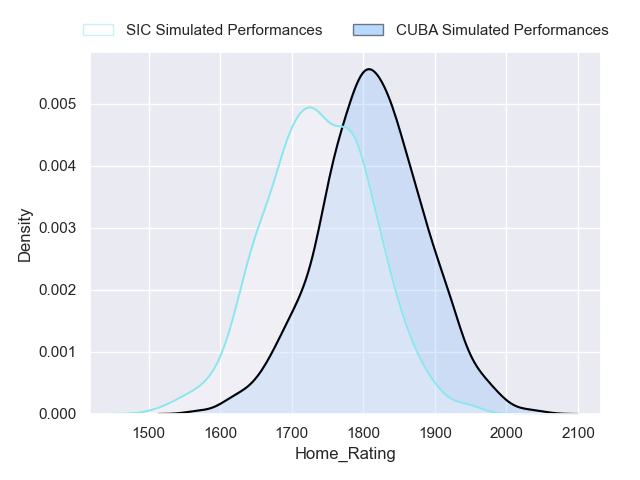 SIC Simulated Performances CUBA Simulated Performances
0.005
0.004
0.003
0.002
0.001
0.000
Density
1500 1600 1700 1800 1900 2000 2100
Home_Rating